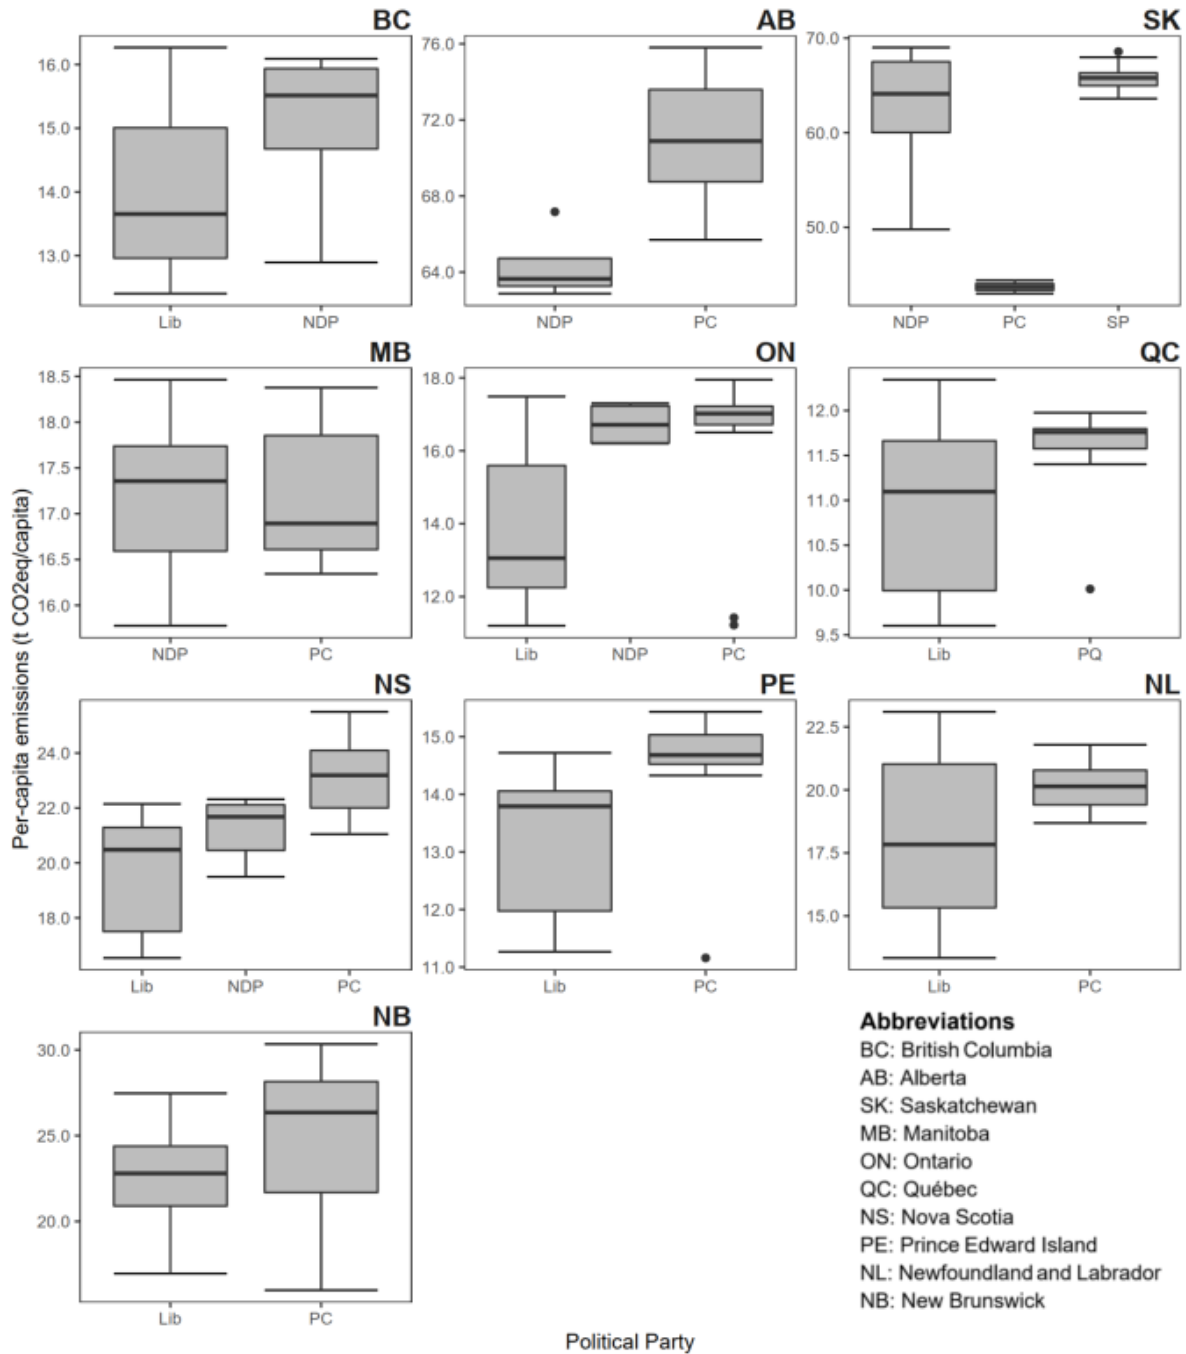 BC
AB
SK
16.0
15.0
14.0
13.0
Lib
NDP
76.0
72.0
68.0
64.0
NDP
PC
70.0
60.0
50.0
NDP
PC
SP
MB
ON
QC
18.5
18.0
17.5
17.0
16.5
16.0
NDP
PC
18.0
16.0
14.0
12.0
Lib
NDP
PC
12.0
11.5
11.0
10.5
10.0
9.5
Lib
PQ
Per-capita emissions (t CO2eq/capita)
NS
PE
NL
24.0
22.0
20.0
18.0
Lib
NDP
PC
15.0
14.0
13.0
12.0
11.0
Lib
PC
22.5
20.0
17.5
15.0
Lib
PC
NB
30.0
25.0
20.0
Lib
PC
Abbreviations
BC: British Columbia
AB: Alberta
SK: Saskatchewan
MB: Manitoba
ON: Ontario
QC: Québec
NS: Nova Scotia
PE: Prince Edward Island
NL: Newfoundland and Labrador
NB: New Brunswick
Political Party